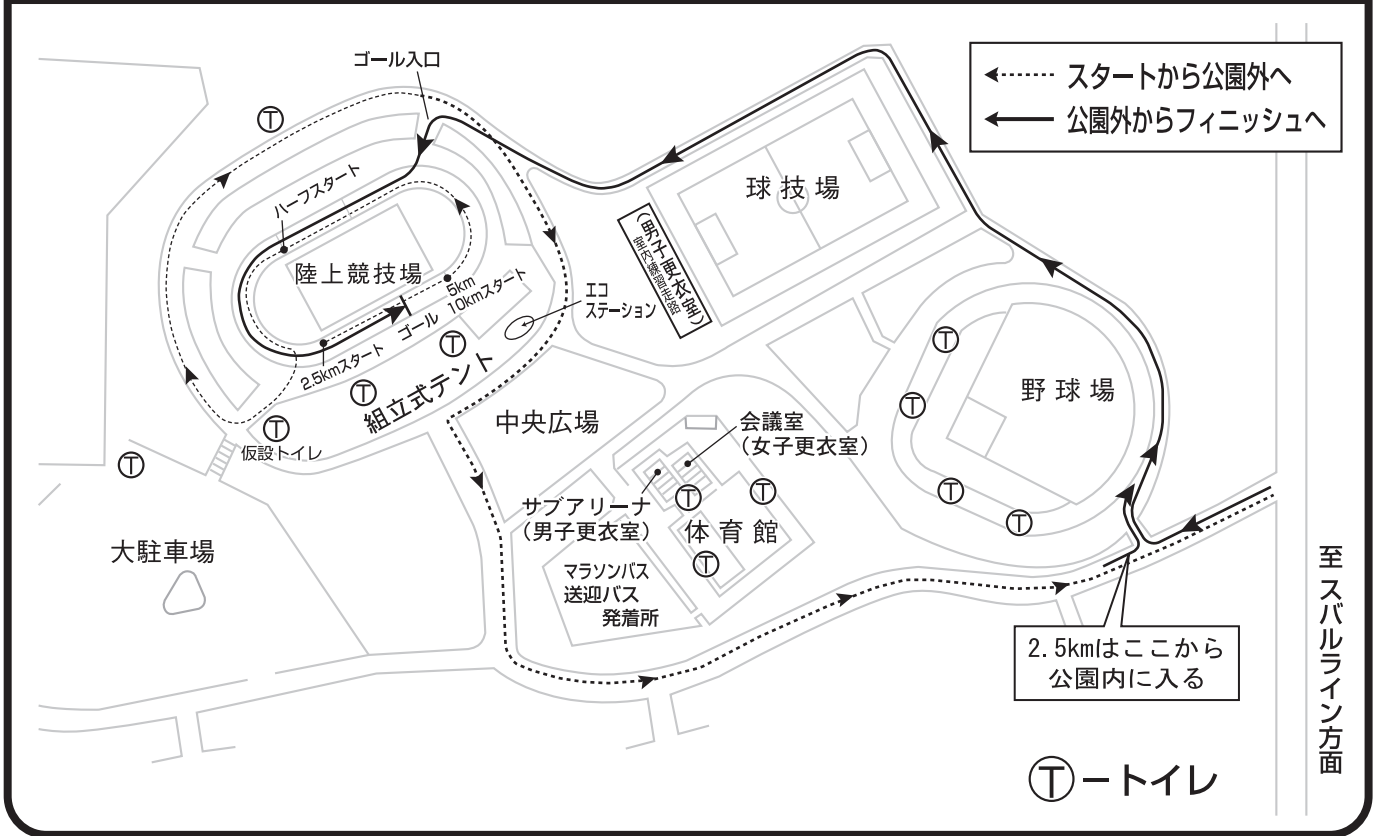 ゴール入口
スタートから公園外へ
公園外からフィニッシュへ
Ⓣ
ハーフスタート
球技場
(男子更衣室)
室内練習走路
陸上競技場
5km
10kmスタート
ゴール
2.5kmスタート
エコ
ステーション
Ⓣ
Ⓣ
組立式テント
Ⓣ
仮設トイレ
Ⓣ
中央広場
会議室
(女子更衣室)
サブアリーナ
(男子更衣室)
Ⓣ
Ⓣ
体育館
Ⓣ
野球場
Ⓣ
Ⓣ
Ⓣ
Ⓣ
大駐車場
マラソンバス
送迎バス
発着所
2.5kmはここから
公園内に入る
至 スバルライン方面
Ⓣートイレ